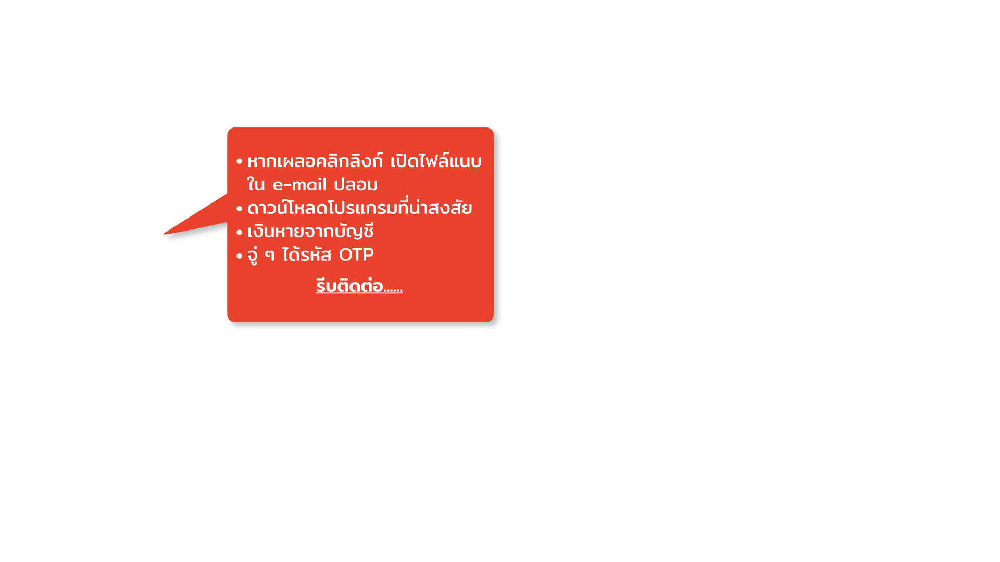 • หากเผลอคลิกลิงก์ เปิดไฟล์แนบ
ใน e-mail ปลอม
• ดาวน์โหลดโปรแกรมที่น่าสงสัย
• เงินหายจากบัญชี
• จู่ ๆ ได้รหัส OTP
รีบติดต่อ......